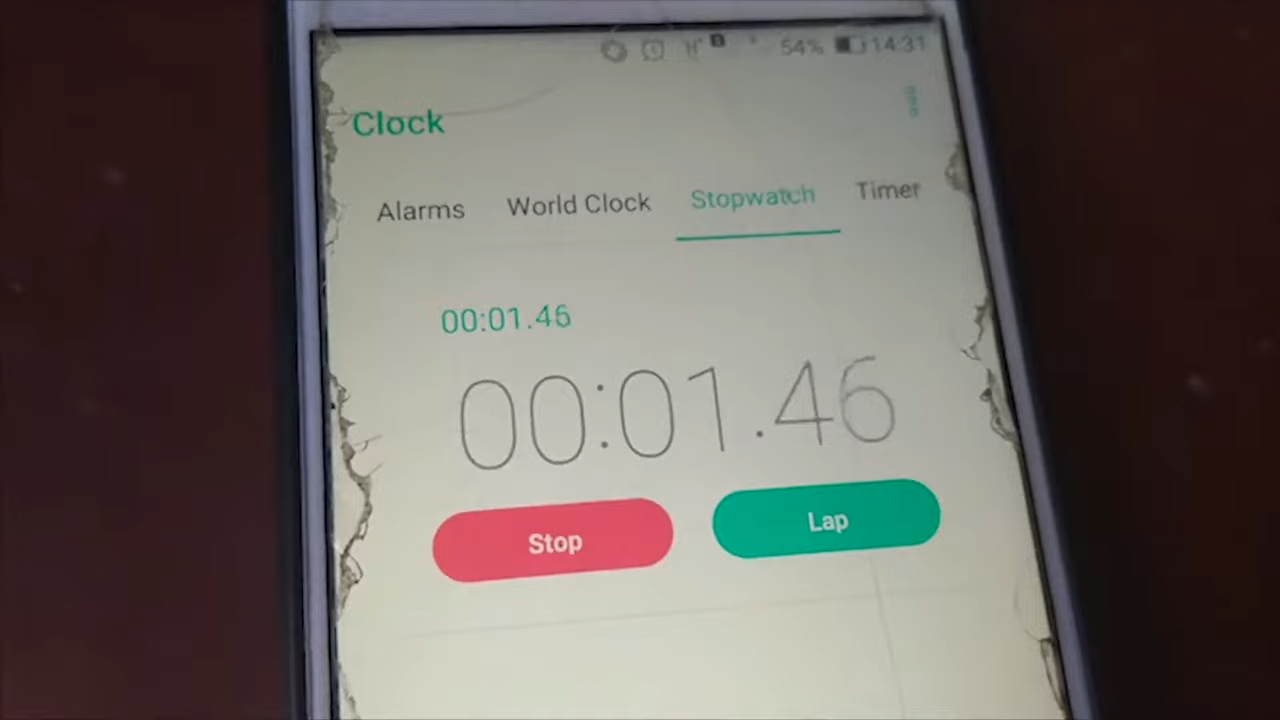 54% 14:31
Clock
Alarms World Clock Stopwatch Timer
00:01.46
00:01.46
Stop Lap